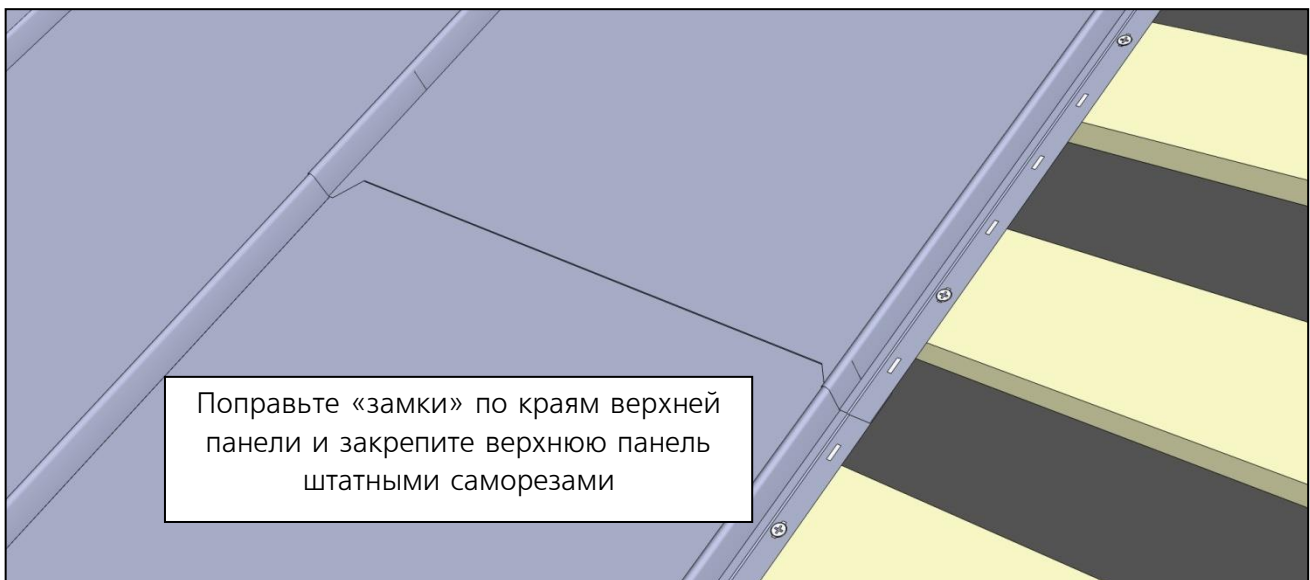 Поправьте «замки» по краям верхней
панели и закрепите верхнюю панель
штатными саморезами